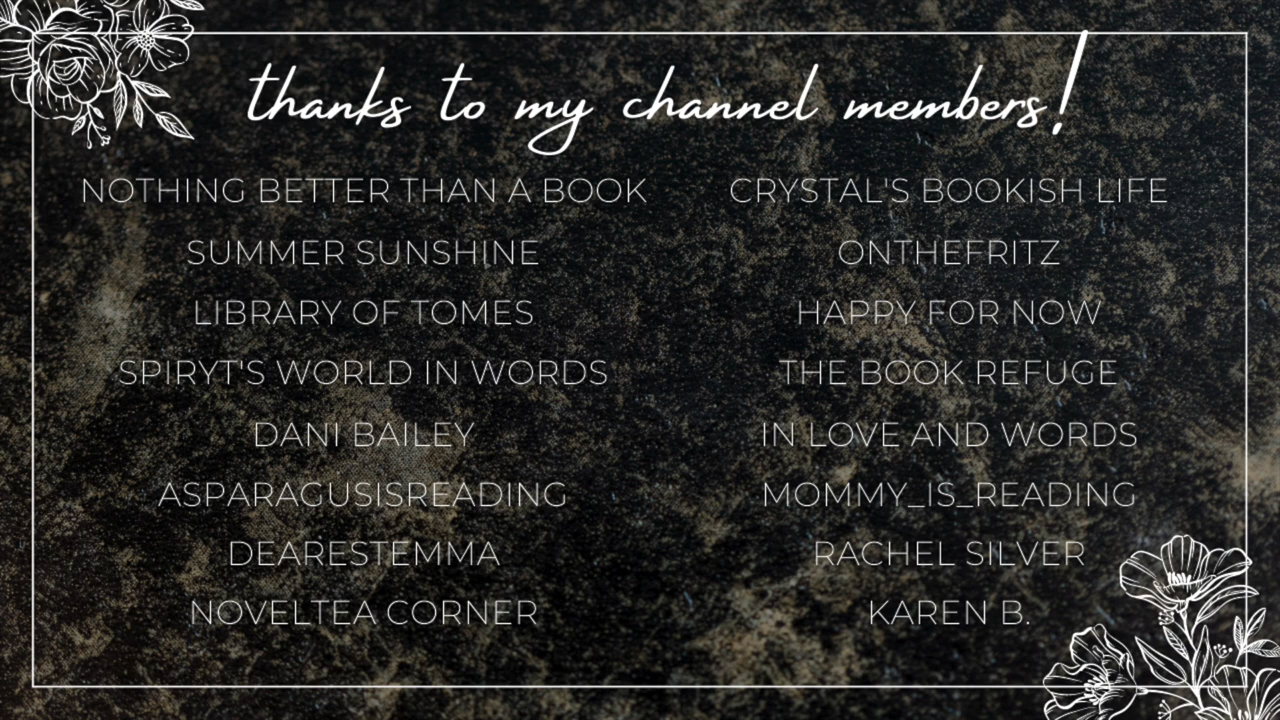 thanks to my channel members!
NOTHING BETTER THAN A BOOK
SUMMER SUNSHINE
LIBRARY OF TOMES
SPIRYT'S WORLD IN WORDS
DANI BAILEY
ASPARAGUSISREADING
DEARESTEMMA
NOVELTEA CORNER
CRYSTAL'S BOOKISH LIFE
ONTHEFRITZ
HAPPY FOR NOW
THE BOOK REFUGE
IN LOVE AND WORDS
MOMMY_IS_READING
RACHEL SILVER
KAREN B.